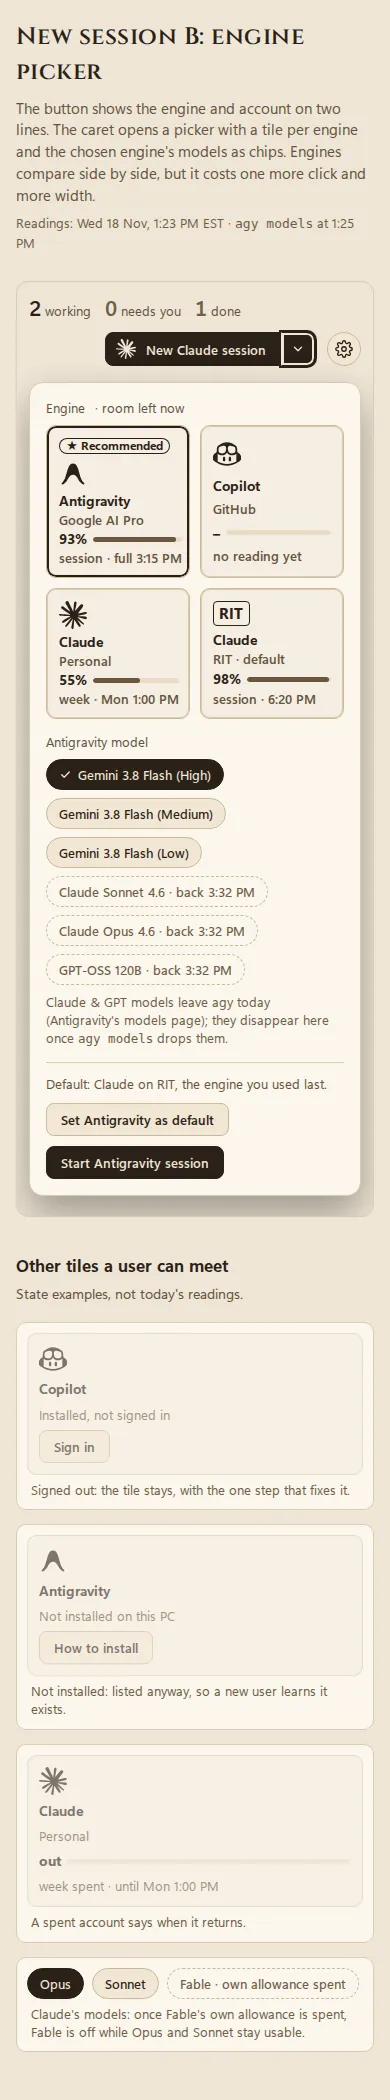 New session B: engine
picker
The button shows the engine and account on two
lines. The caret opens a picker with a tile per engine
and the chosen engine's models as chips. Engines
compare side by side, but it costs one more click and
more width.
Readings: Wed 18 Nov, 1:23 PM EST · agy models at 1:25
PM
2 working 0 needs you 1 done
New Claude session
Engine · room left now
★ Recommended
Antigravity
Google AI Pro
93%
session · full 3:15 PM
Copilot
GitHub
–
no reading yet
Claude
Personal
55%
week · Mon 1:00 PM
RIT
Claude
RIT · default
98%
session · 6:20 PM
Antigravity model
✓ Gemini 3.8 Flash (High)
Gemini 3.8 Flash (Medium)
Gemini 3.8 Flash (Low)
Claude Sonnet 4.6 · back 3:32 PM
Claude Opus 4.6 · back 3:32 PM
GPT-OSS 120B · back 3:32 PM
Claude & GPT models leave agy today
(Antigravity's models page); they disappear here
once agy models drops them.
Default: Claude on RIT, the engine you used last.
Set Antigravity as default
Start Antigravity session
Other tiles a user can meet
State examples, not today's readings.
Copilot
Installed, not signed in
Sign in
Signed out: the tile stays, with the one step that fixes it.
Antigravity
Not installed on this PC
How to install
Not installed: listed anyway, so a new user learns it
exists.
Claude
Personal
out
week spent · until Mon 1:00 PM
A spent account says when it returns.
Opus
Sonnet
Fable · own allowance spent
Claude's models: once Fable's own allowance is spent,
Fable is off while Opus and Sonnet stay usable.